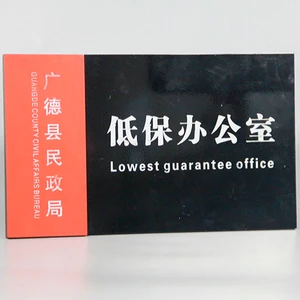 广德县民政局
GUANGDE COUNTY CIVIL AFFAIRS BUREAU
低保办公室
Lowest guarantee office